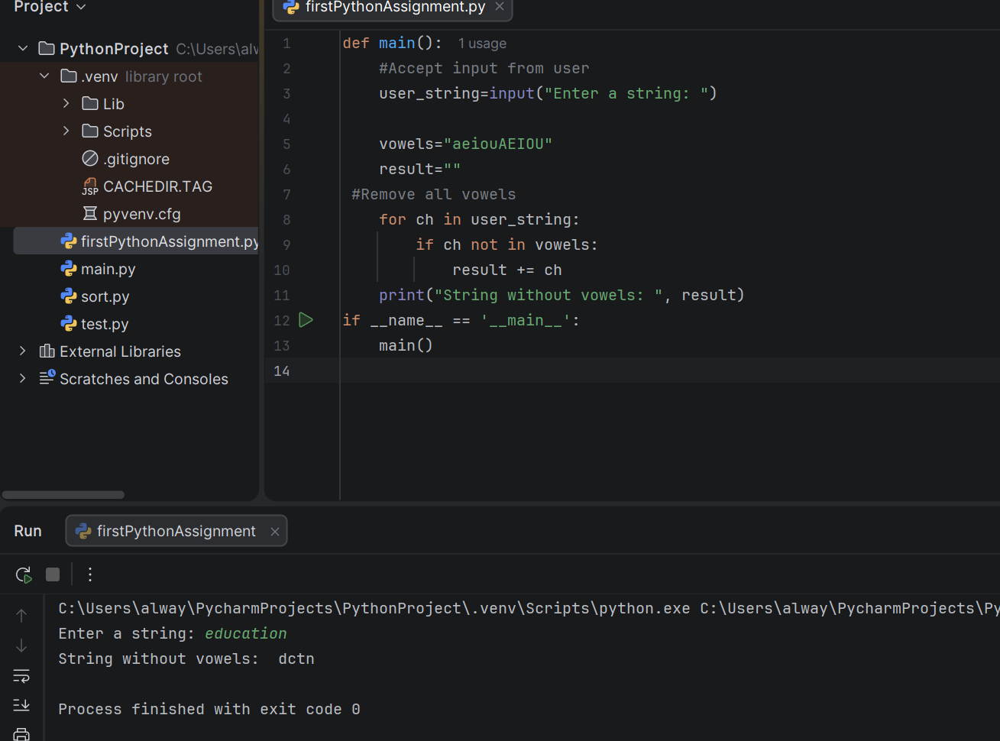 Project
firstPythonAssignment.py
PythonProject C:\Users\alw
.venv library root
Lib
Scripts
.gitignore
JSP CACHEDIR.TAG
pyvenv.cfg
firstPythonAssignment.py
main.py
sort.py
test.py
External Libraries
Scratches and Consoles
1 def main(): 1 usage
2 #Accept input from user
3 user_string=input("Enter a string: ")
4
5 vowels="aeiouAEIOU"
6 result=""
7 #Remove all vowels
8 for ch in user_string:
9 if ch not in vowels:
10 result += ch
11 print("String without vowels: ", result)
12 if __name__ == '__main__':
13 main()
14
Run
firstPythonAssignment
C:\Users\alway\PycharmProjects\PythonProject\.venv\Scripts\python.exe C:\Users\alway\PycharmProjects\Py
Enter a string: education
String without vowels:  dctn
Process finished with exit code 0